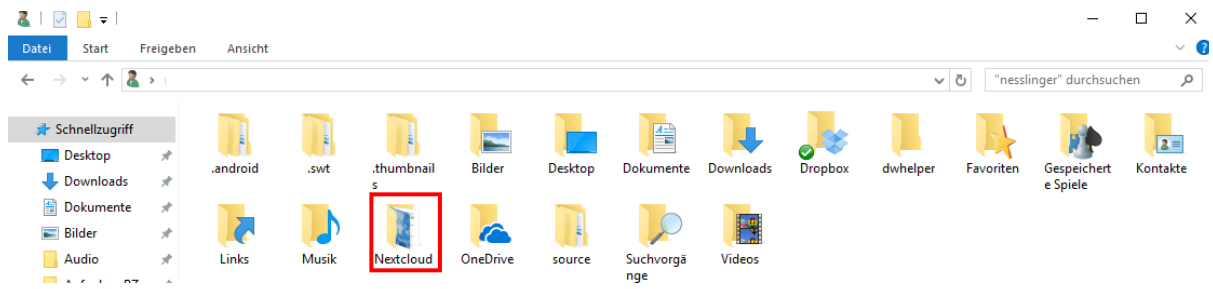 Datei Start Freigeben Ansicht
"nesslinger" durchsuchen
Schnellzugriff
Desktop
Downloads
Dokumente
Bilder
Audio
.android .swt .thumbnail Bilder Desktop Dokumente Downloads Dropbox dwhelper Favoriten Gespeichert Kontakte
s e Spiele
Links Musik Nextcloud OneDrive source Suchvorgä Videos
nge